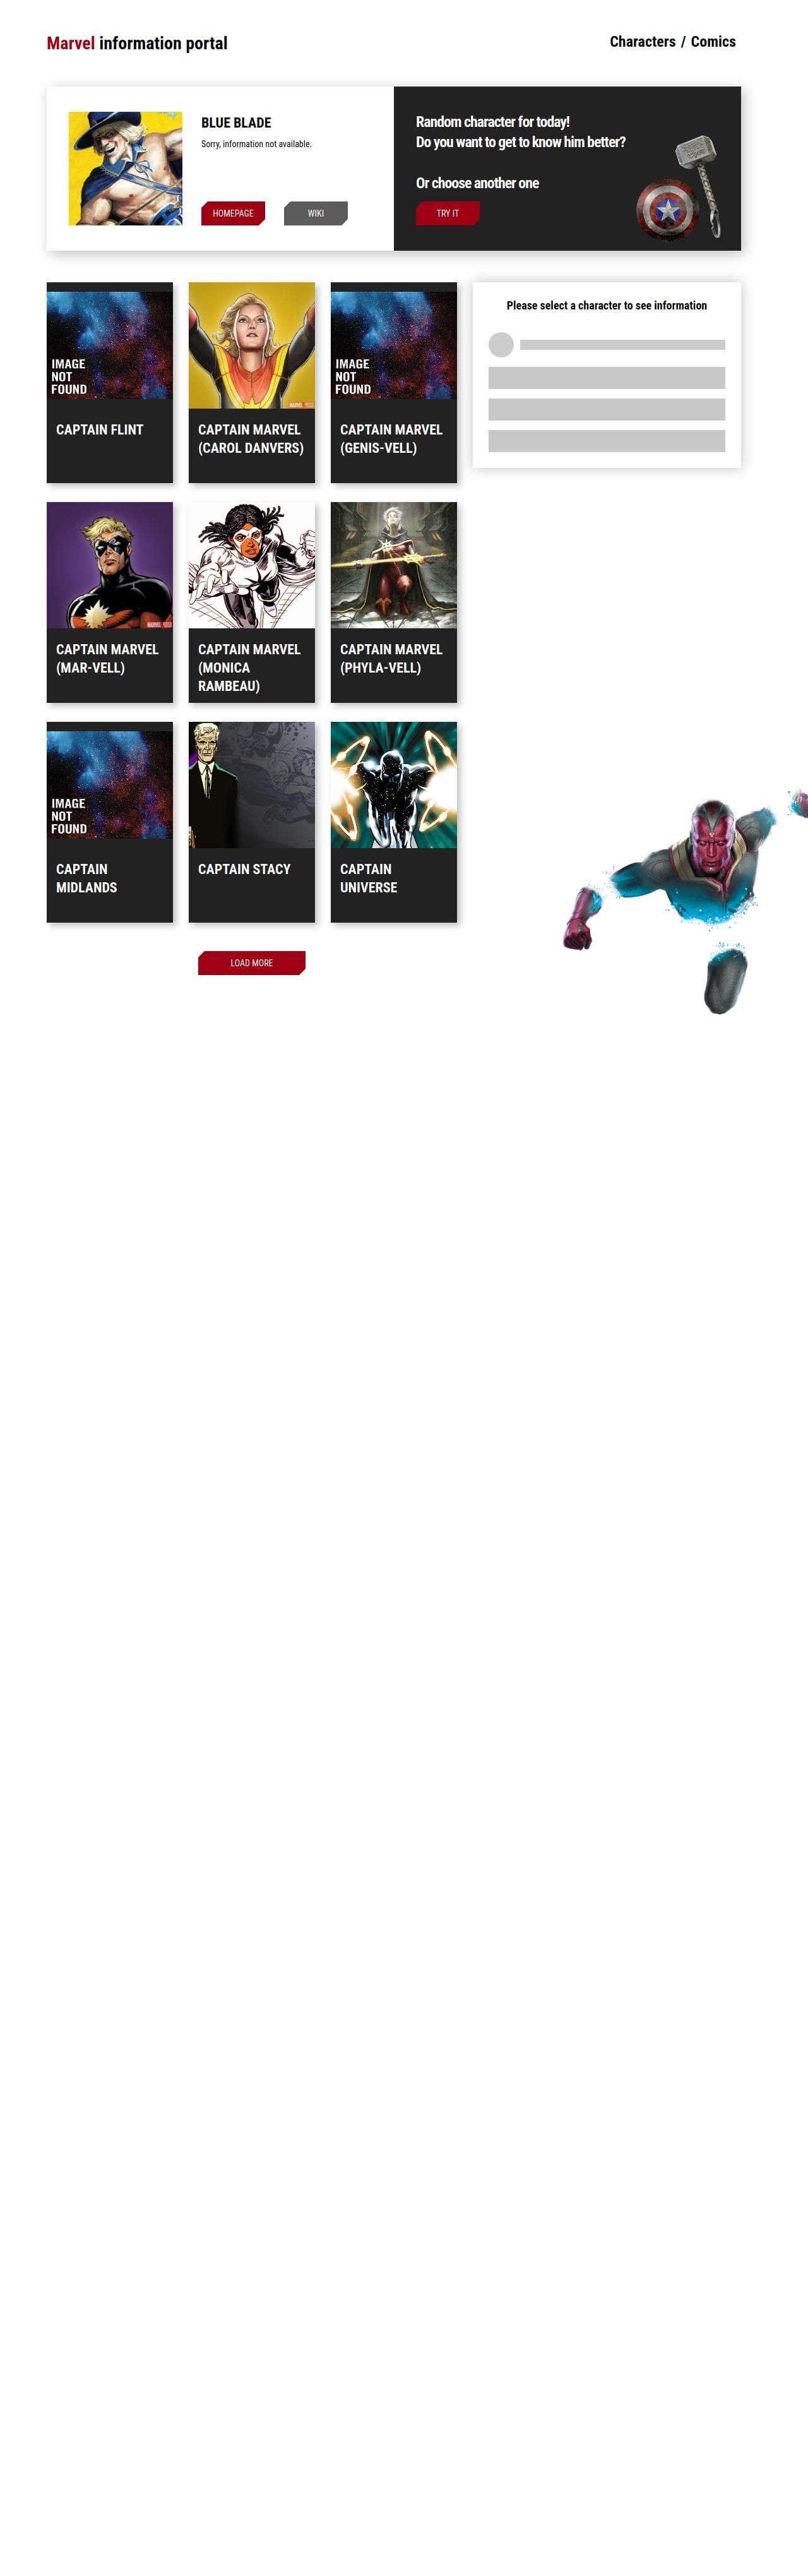 Marvel information portal
Characters / Comics
BLUE BLADE
Sorry, information not available.
HOMEPAGE
WIKI
Random character for today!
Do you want to get to know him better?
Or choose another one
TRY IT
IMAGE
NOT
FOUND
CAPTAIN FLINT
CAPTAIN MARVEL
(CAROL DANVERS)
IMAGE
NOT
FOUND
CAPTAIN MARVEL
(GENIS-VELL)
Please select a character to see information
CAPTAIN MARVEL
(MAR-VELL)
CAPTAIN MARVEL
(MONICA
RAMBEAU)
CAPTAIN MARVEL
(PHYLA-VELL)
IMAGE
NOT
FOUND
CAPTAIN
MIDLANDS
CAPTAIN STACY
CAPTAIN
UNIVERSE
LOAD MORE